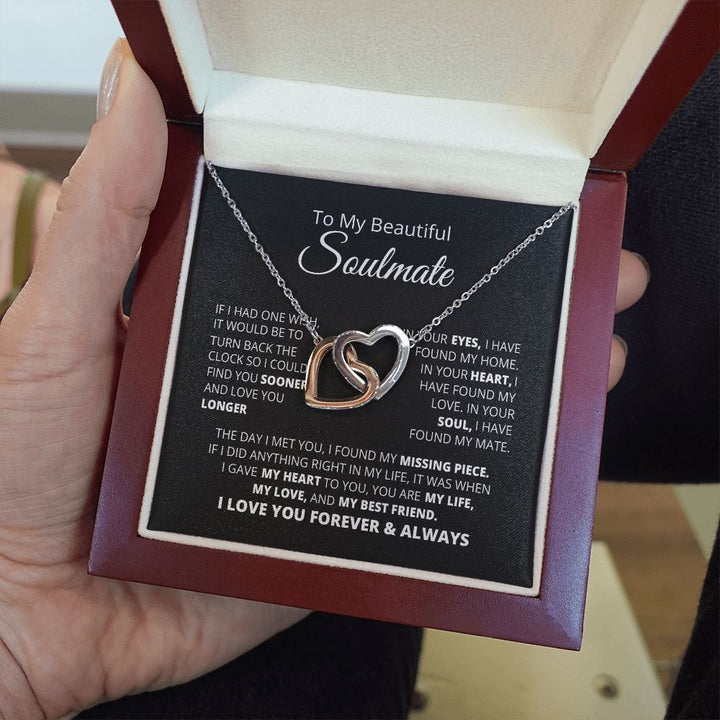 To My Beautiful
Soulmate
IF I HAD ONE WISH
IT WOULD BE TO
TURN BACK THE
CLOCK SO I COULD
FIND YOU SOONER
AND LOVE YOU
LONGER
IN YOUR EYES, I HAVE
FOUND MY HOME.
IN YOUR HEART, I
HAVE FOUND MY
LOVE. IN YOUR
SOUL, I HAVE
FOUND MY MATE.
THE DAY I MET YOU, I FOUND MY MISSING PIECE.
IF I DID ANYTHING RIGHT IN MY LIFE, IT WAS WHEN
I GAVE MY HEART TO YOU, YOU ARE MY LIFE,
MY LOVE, AND MY BEST FRIEND.
I LOVE YOU FOREVER & ALWAYS